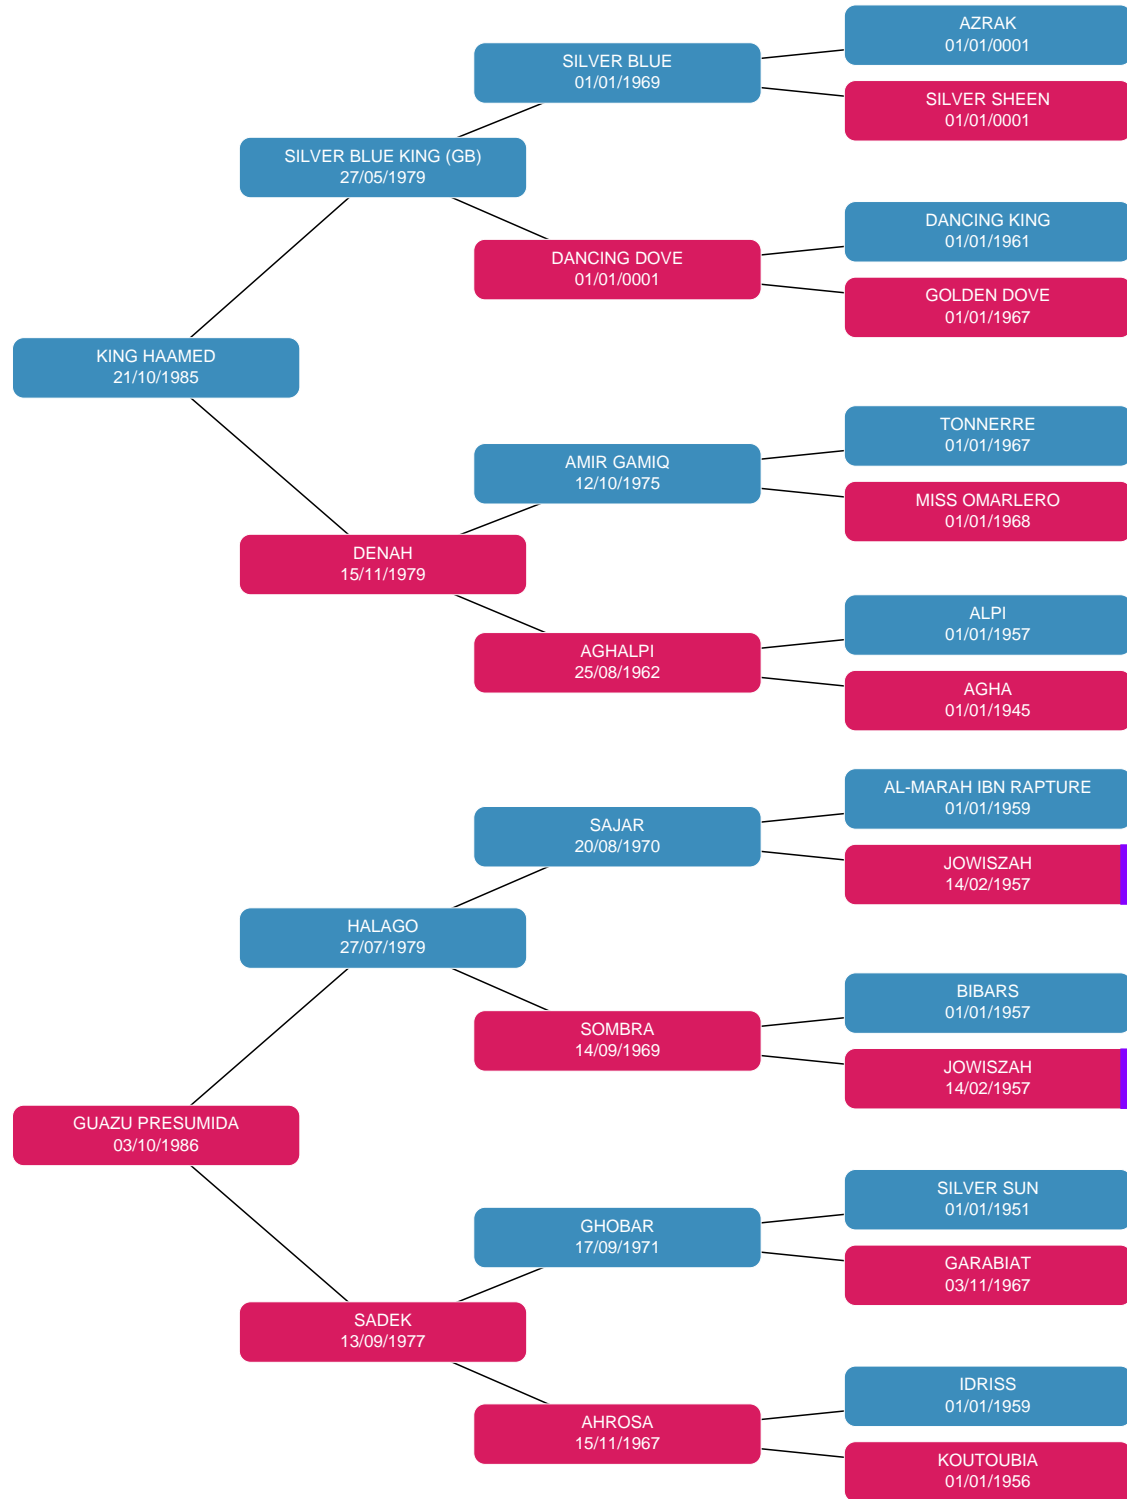 AZRAK
01/01/0001
SILVER BLUE
01/01/1969
SILVER SHEEN
01/01/0001
SILVER BLUE KING (GB)
27/05/1979
DANCING KING
01/01/1961
DANCING DOVE
01/01/0001
GOLDEN DOVE
01/01/1967
KING HAAMED
21/10/1985
TONNERRE
01/01/1967
AMIR GAMIQ
12/10/1975
MISS OMARLERO
01/01/1968
DENAH
15/11/1979
ALPI
01/01/1957
AGHALPI
25/08/1962
AGHA
01/01/1945
AL-MARAH IBN RAPTURE
01/01/1959
SAJAR
20/08/1970
JOWISZAH
14/02/1957
HALAGO
27/07/1979
BIBARS
01/01/1957
SOMBRA
14/09/1969
JOWISZAH
14/02/1957
GUAZU PRESUMIDA
03/10/1986
SILVER SUN
01/01/1951
GHOBAR
17/09/1971
GARABIAT
03/11/1967
SADEK
13/09/1977
IDRISS
01/01/1959
AHROSA
15/11/1967
KOUTOUBIA
01/01/1956